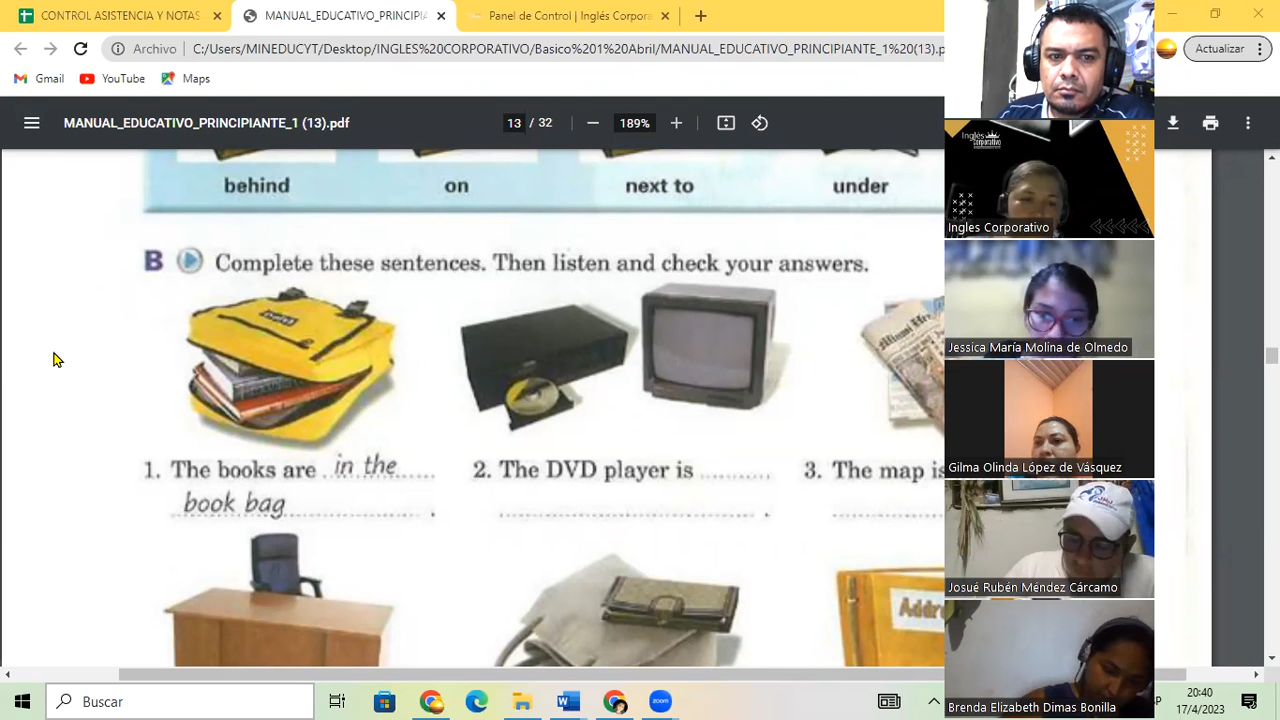 CONTROL ASISTENCIA Y NOTAS
MANUAL_EDUCATIVO_PRINCIPIA
Panel de Control | Inglés Corpora
Archivo
C:/Users/MINEDUCYT/Desktop/INGLES%20CORPORATIVO/Basico%201%20Abril/MANUAL_EDUCATIVO_PRINCIPIANTE_1%20(13).p
Actualizar
Gmail
YouTube
Maps
MANUAL_EDUCATIVO_PRINCIPIANTE_1 (13).pdf
13 / 32
189%
behind
on
next to
under
B Complete these sentences. Then listen and check your answers.
1. The books are in the
book bag.
2. The DVD player is
3. The map is
Addre
Inglés
corporativo
Ingles Corporativo
Jessica María Molina de Olmedo
Gilma Olinda López de Vásquez
Josué Rubén Méndez Cárcamo
Brenda Elizabeth Dimas Bonilla
Buscar
20:40
17/4/2023